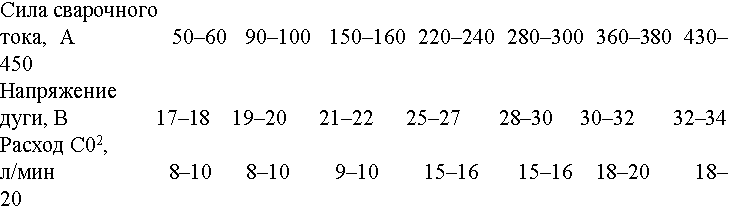 Сила сварочного
тока, А 50–60 90–100 150–160 220–240 280–300 360–380 430–
450
Напряжение
дуги, В 17–18 19–20 21–22 25–27 28–30 30–32 32–34
Расход С0², 
л/мин 8–10 8–10 9–10 15–16 15–16 18–20 18–
20